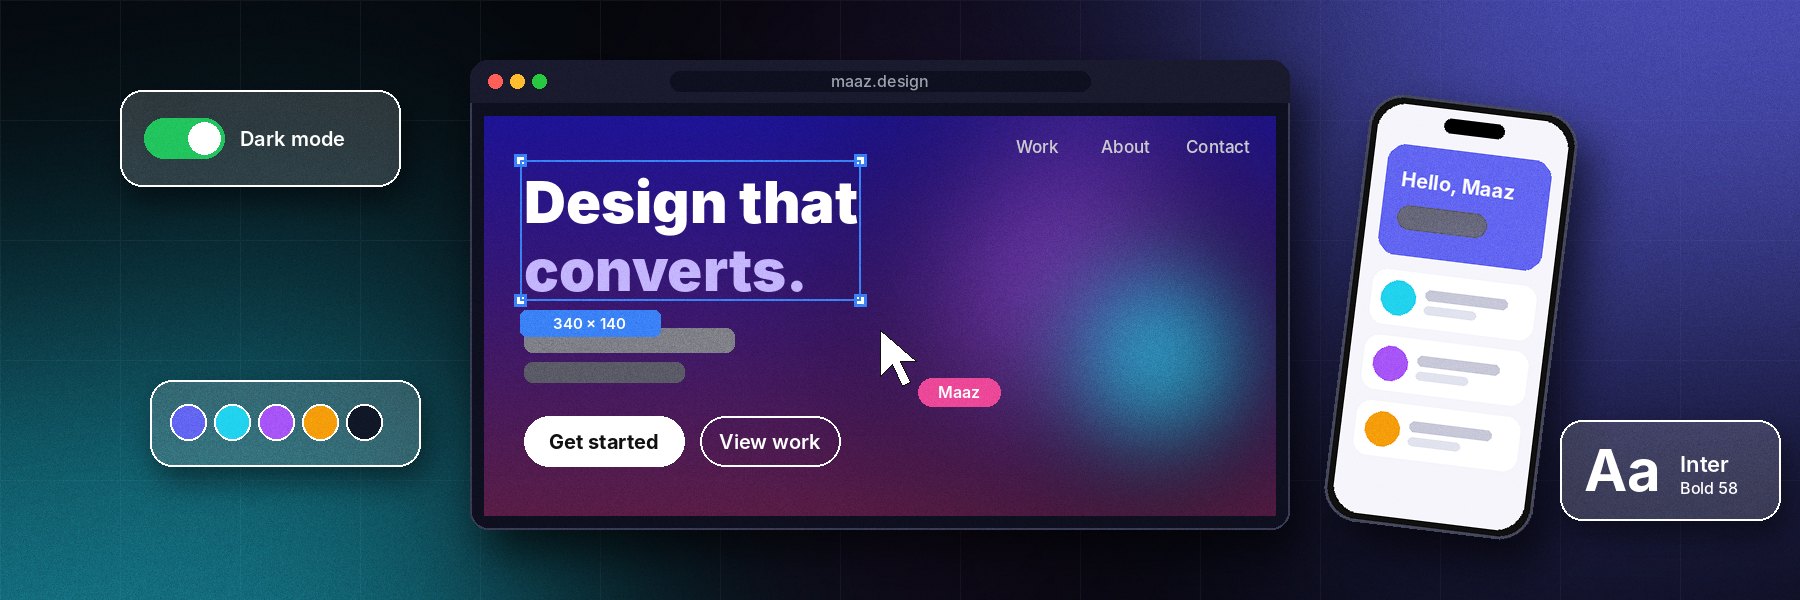 maaz.design
Dark mode
Work About Contact
Design that
converts.
340 × 140
Maaz
Get started View work
Hello, Maaz
Aa Inter
Bold 58